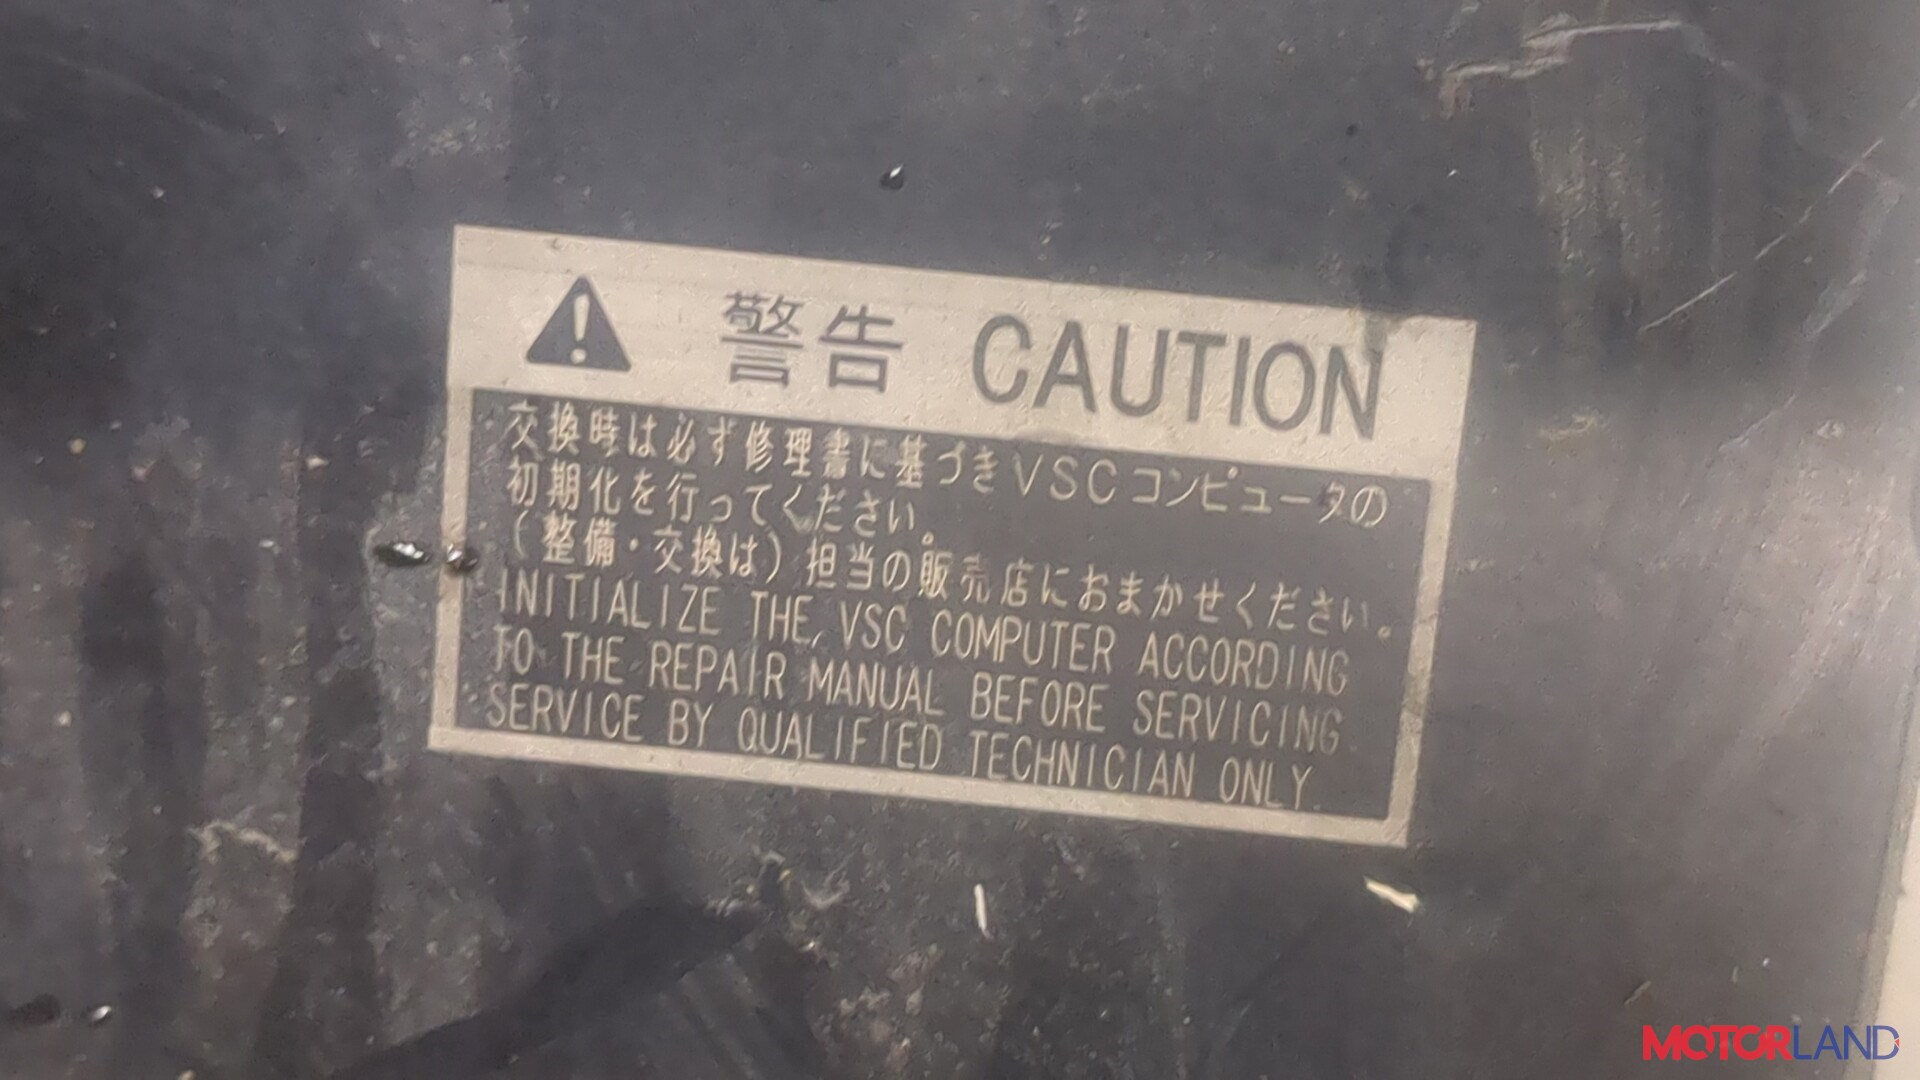 警告 CAUTION
交換時は必ず修理書に基づきVSCコンピュータの
初期化を行ってください。
(整備・交換は)担当の販売店におまかせください。
INITIALIZE THE VSC COMPUTER ACCORDING
TO THE REPAIR MANUAL BEFORE SERVICING.
SERVICE BY QUALIFIED TECHNICIAN ONLY.
MOTORLAND